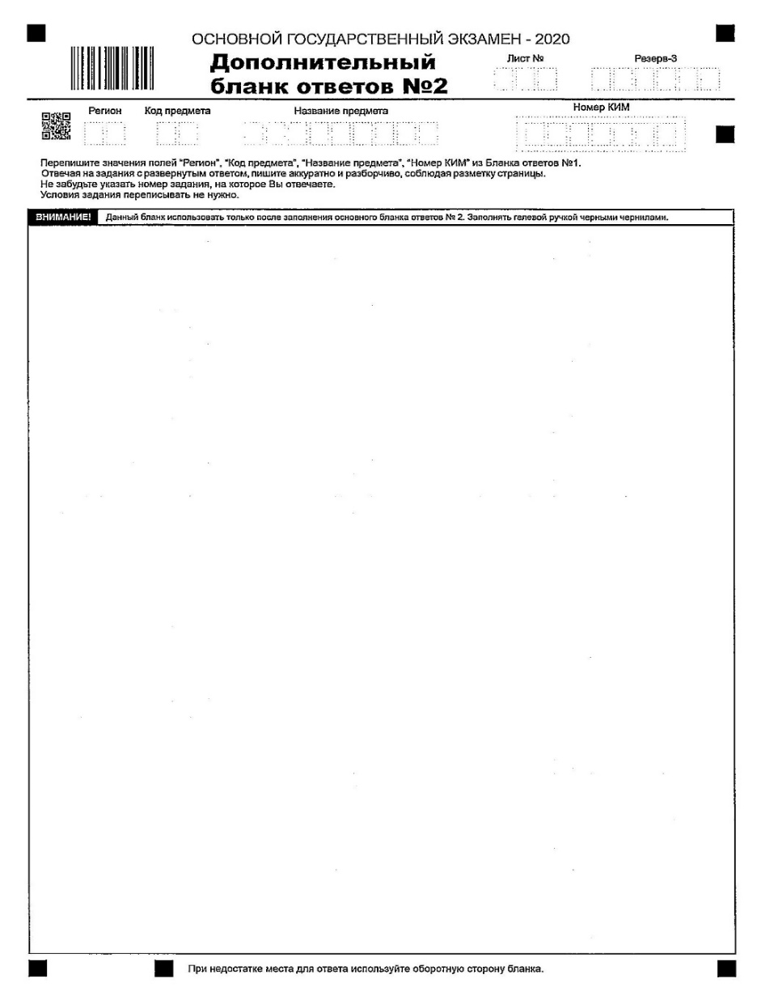 ОСНОВНОЙ ГОСУДАРСТВЕННЫЙ ЭКЗАМЕН - 2020
Дополнительный
бланк ответов №2
Лист №
Резерв-3
Регион
Код предмета
Название предмета
Номер КИМ
Перепишите значения полей "Регион", "Код предмета", "Название предмета", "Номер КИМ" из Бланка ответов №1.
Отвечая на задания с развернутым ответом, пишите аккуратно и разборчиво, соблюдая разметку страницы.
Не забудьте указать номер задания, на которое Вы отвечаете.
Условия задания переписывать не нужно.
ВНИМАНИЕ! Данный бланк использовать только после заполнения основного бланка ответов № 2. Заполнять гелевой ручкой черными чернилами.
При недостатке места для ответа используйте оборотную сторону бланка.